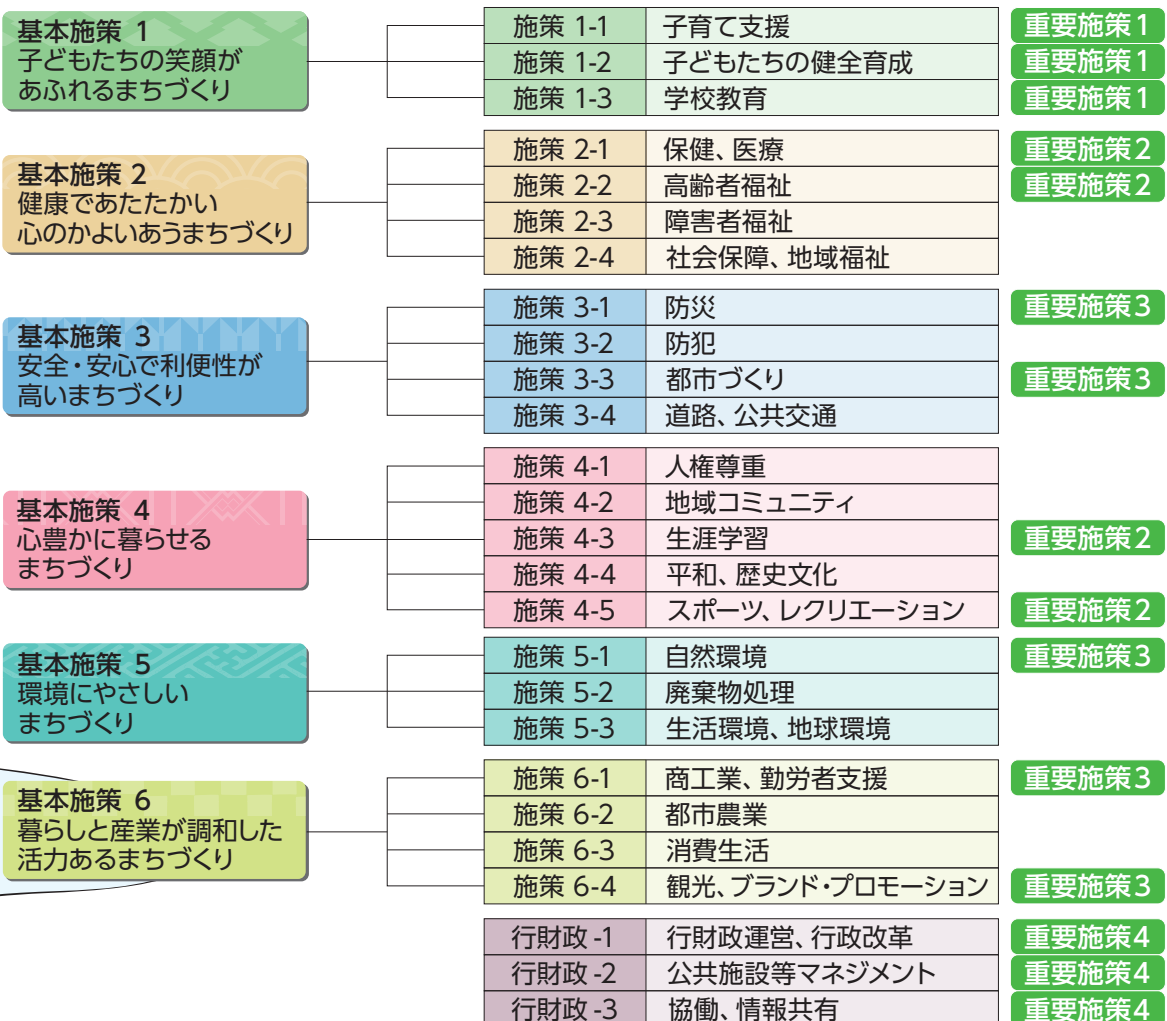 基本施策 1
子どもたちの笑顔が
あふれるまちづくり
施策 1-1 子育て支援 重要施策1
施策 1-2 子どもたちの健全育成 重要施策1
施策 1-3 学校教育 重要施策1
基本施策 2
健康であたたかい
心のかよいあうまちづくり
施策 2-1 保健、医療 重要施策2
施策 2-2 高齢者福祉 重要施策2
施策 2-3 障害者福祉
施策 2-4 社会保障、地域福祉
基本施策 3
安全・安心で利便性が
高いまちづくり
施策 3-1 防災 重要施策3
施策 3-2 防犯
施策 3-3 都市づくり 重要施策3
施策 3-4 道路、公共交通
基本施策 4
心豊かに暮らせる
まちづくり
施策 4-1 人権尊重
施策 4-2 地域コミュニティ
施策 4-3 生涯学習 重要施策2
施策 4-4 平和、歴史文化
施策 4-5 スポーツ、レクリエーション 重要施策2
基本施策 5
環境にやさしい
まちづくり
施策 5-1 自然環境 重要施策3
施策 5-2 廃棄物処理
施策 5-3 生活環境、地球環境
基本施策 6
暮らしと産業が調和した
活力あるまちづくり
施策 6-1 商工業、勤労者支援 重要施策3
施策 6-2 都市農業
施策 6-3 消費生活
施策 6-4 観光、ブランド・プロモーション 重要施策3
行財政 -1 行財政運営、行政改革 重要施策4
行財政 -2 公共施設等マネジメント 重要施策4
行財政 -3 協働、情報共有 重要施策4